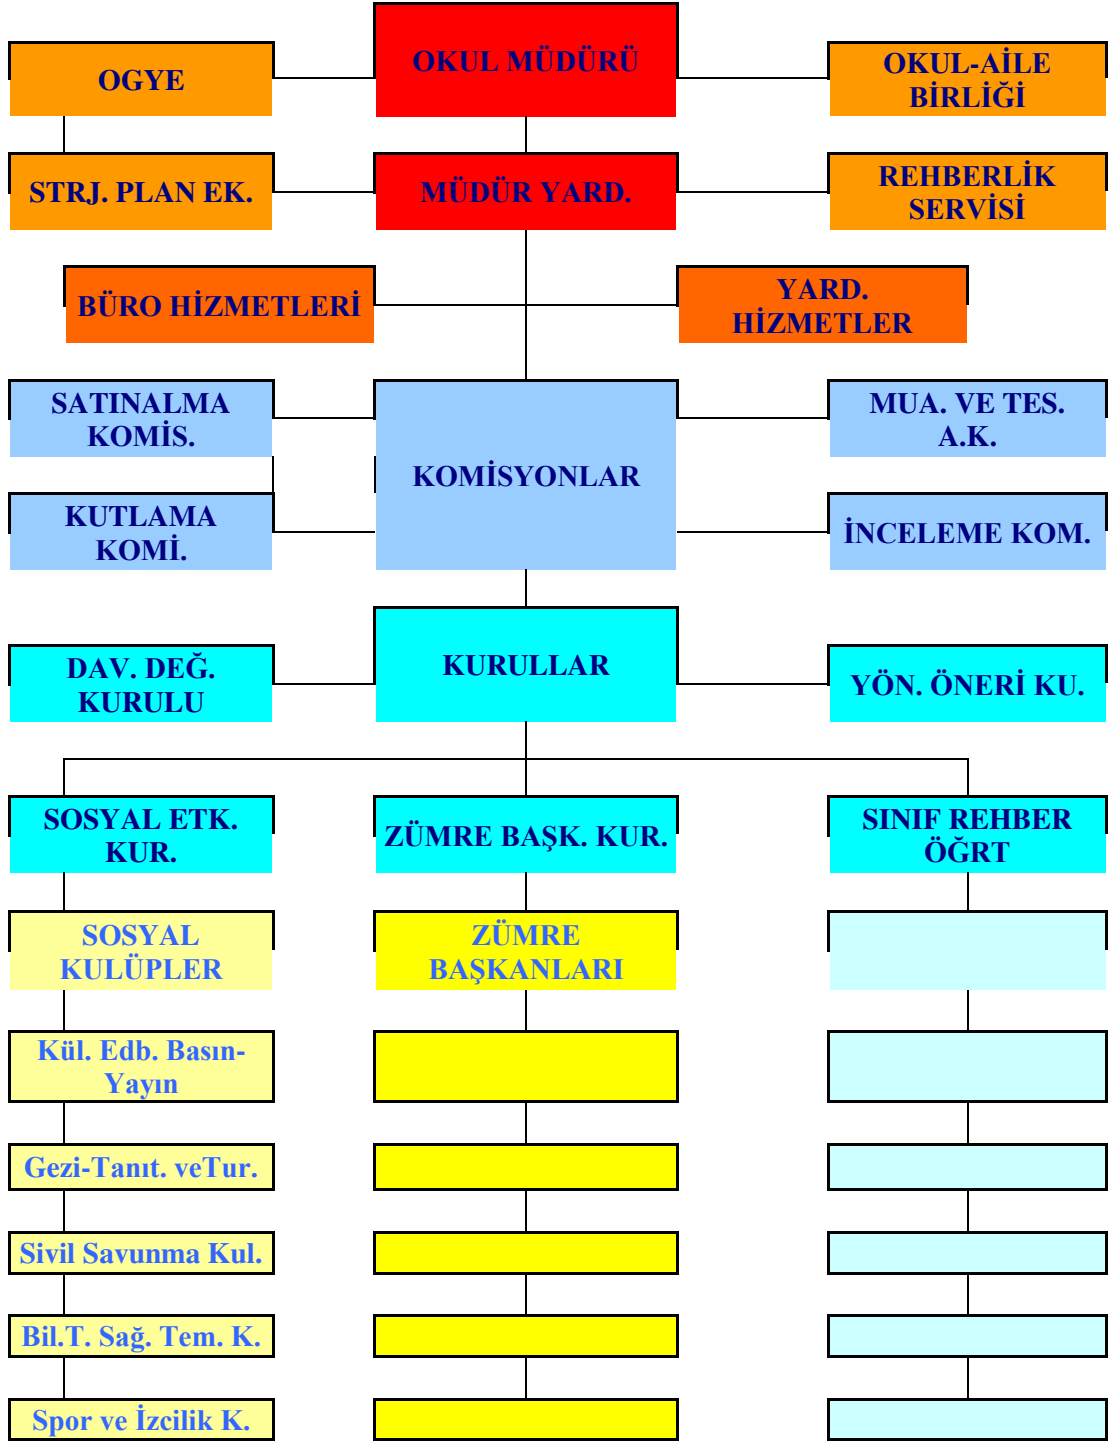 OGYE
OKUL MÜDÜRÜ
OKUL-AİLE
BİRLİĞİ
STRJ. PLAN EK.
MÜDÜR YARD.
REHBERLİK
SERVİSİ
BÜRO HİZMETLERİ
YARD.
HİZMETLER
SATINALMA
KOMİS.
KOMİSYONLAR
MUA. VE TES.
A.K.
KUTLAMA
KOMİ.
İNCELEME KOM.
DAV. DEĞ.
KURULU
KURULLAR
YÖN. ÖNERİ KU.
SOSYAL ETK.
KUR.
ZÜMRE BAŞK. KUR.
SINIF REHBER
ÖĞRT
SOSYAL
KULÜPLER
ZÜMRE
BAŞKANLARI
Kül. Edb. Basın-
Yayın
Gezi-Tanıt. veTur.
Sivil Savunma Kul.
Bil.T. Sağ. Tem. K.
Spor ve İzcilik K.